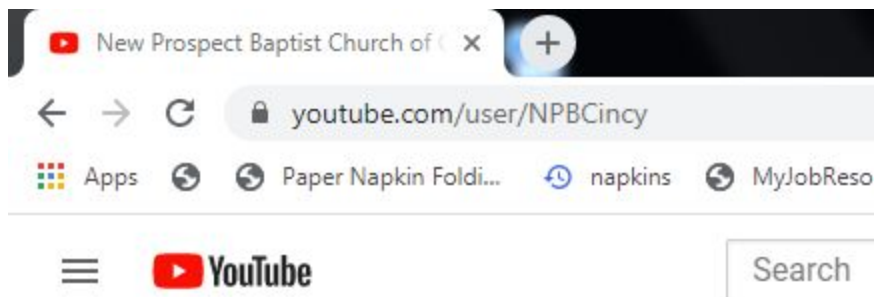 New Prospect Baptist Church of
youtube.com/user/NPBCincy
Apps Paper Napkin Foldi... napkins MyJobReso
YouTube Search